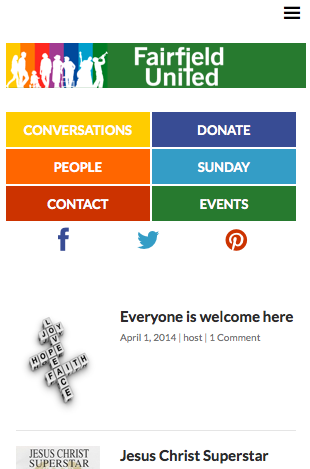 Fairfield
United
CONVERSATIONS
DONATE
PEOPLE
SUNDAY
CONTACT
EVENTS
Everyone is welcome here
April 1, 2014 | host | 1 Comment
LOVE
JOY
HOPE
PEACE
FAITH
JESUS CHRIST
SUPERSTAR
Jesus Christ Superstar